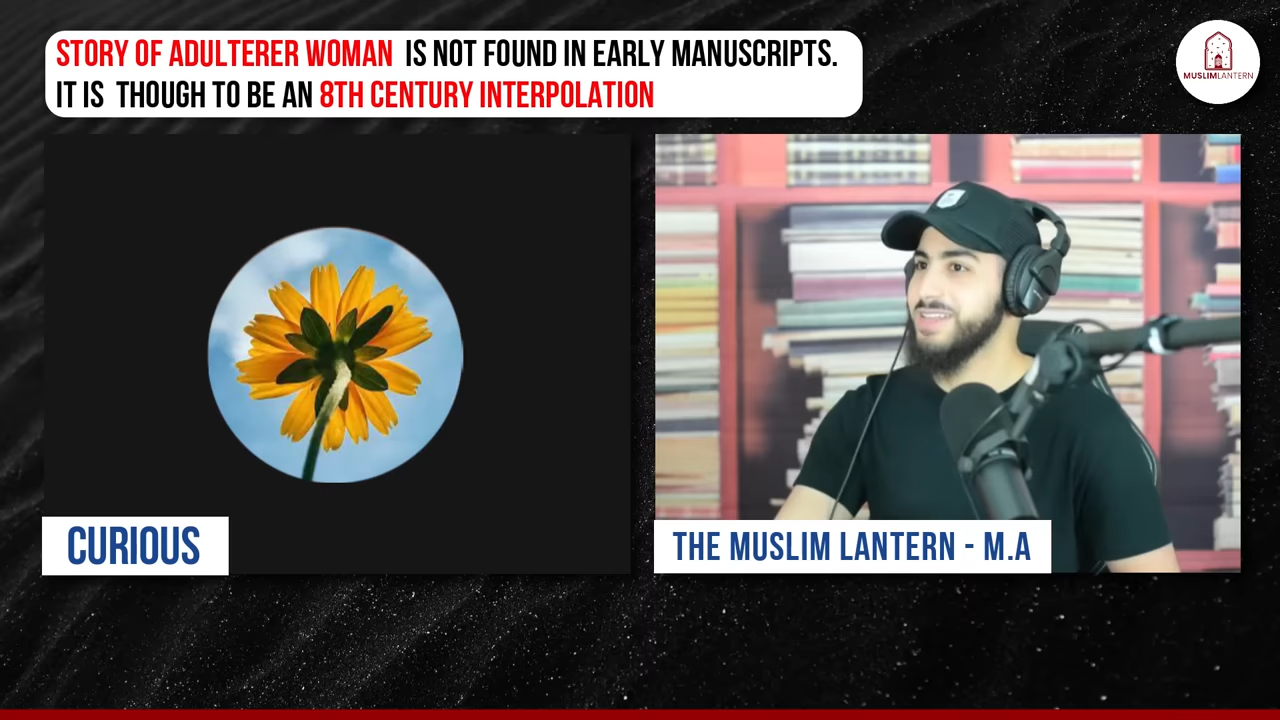 STORY OF ADULTERER WOMAN IS NOT FOUND IN EARLY MANUSCRIPTS.
IT IS THOUGH TO BE AN 8TH CENTURY INTERPOLATION
MUSLIMLANTERN
CURIOUS
THE MUSLIM LANTERN - M.A